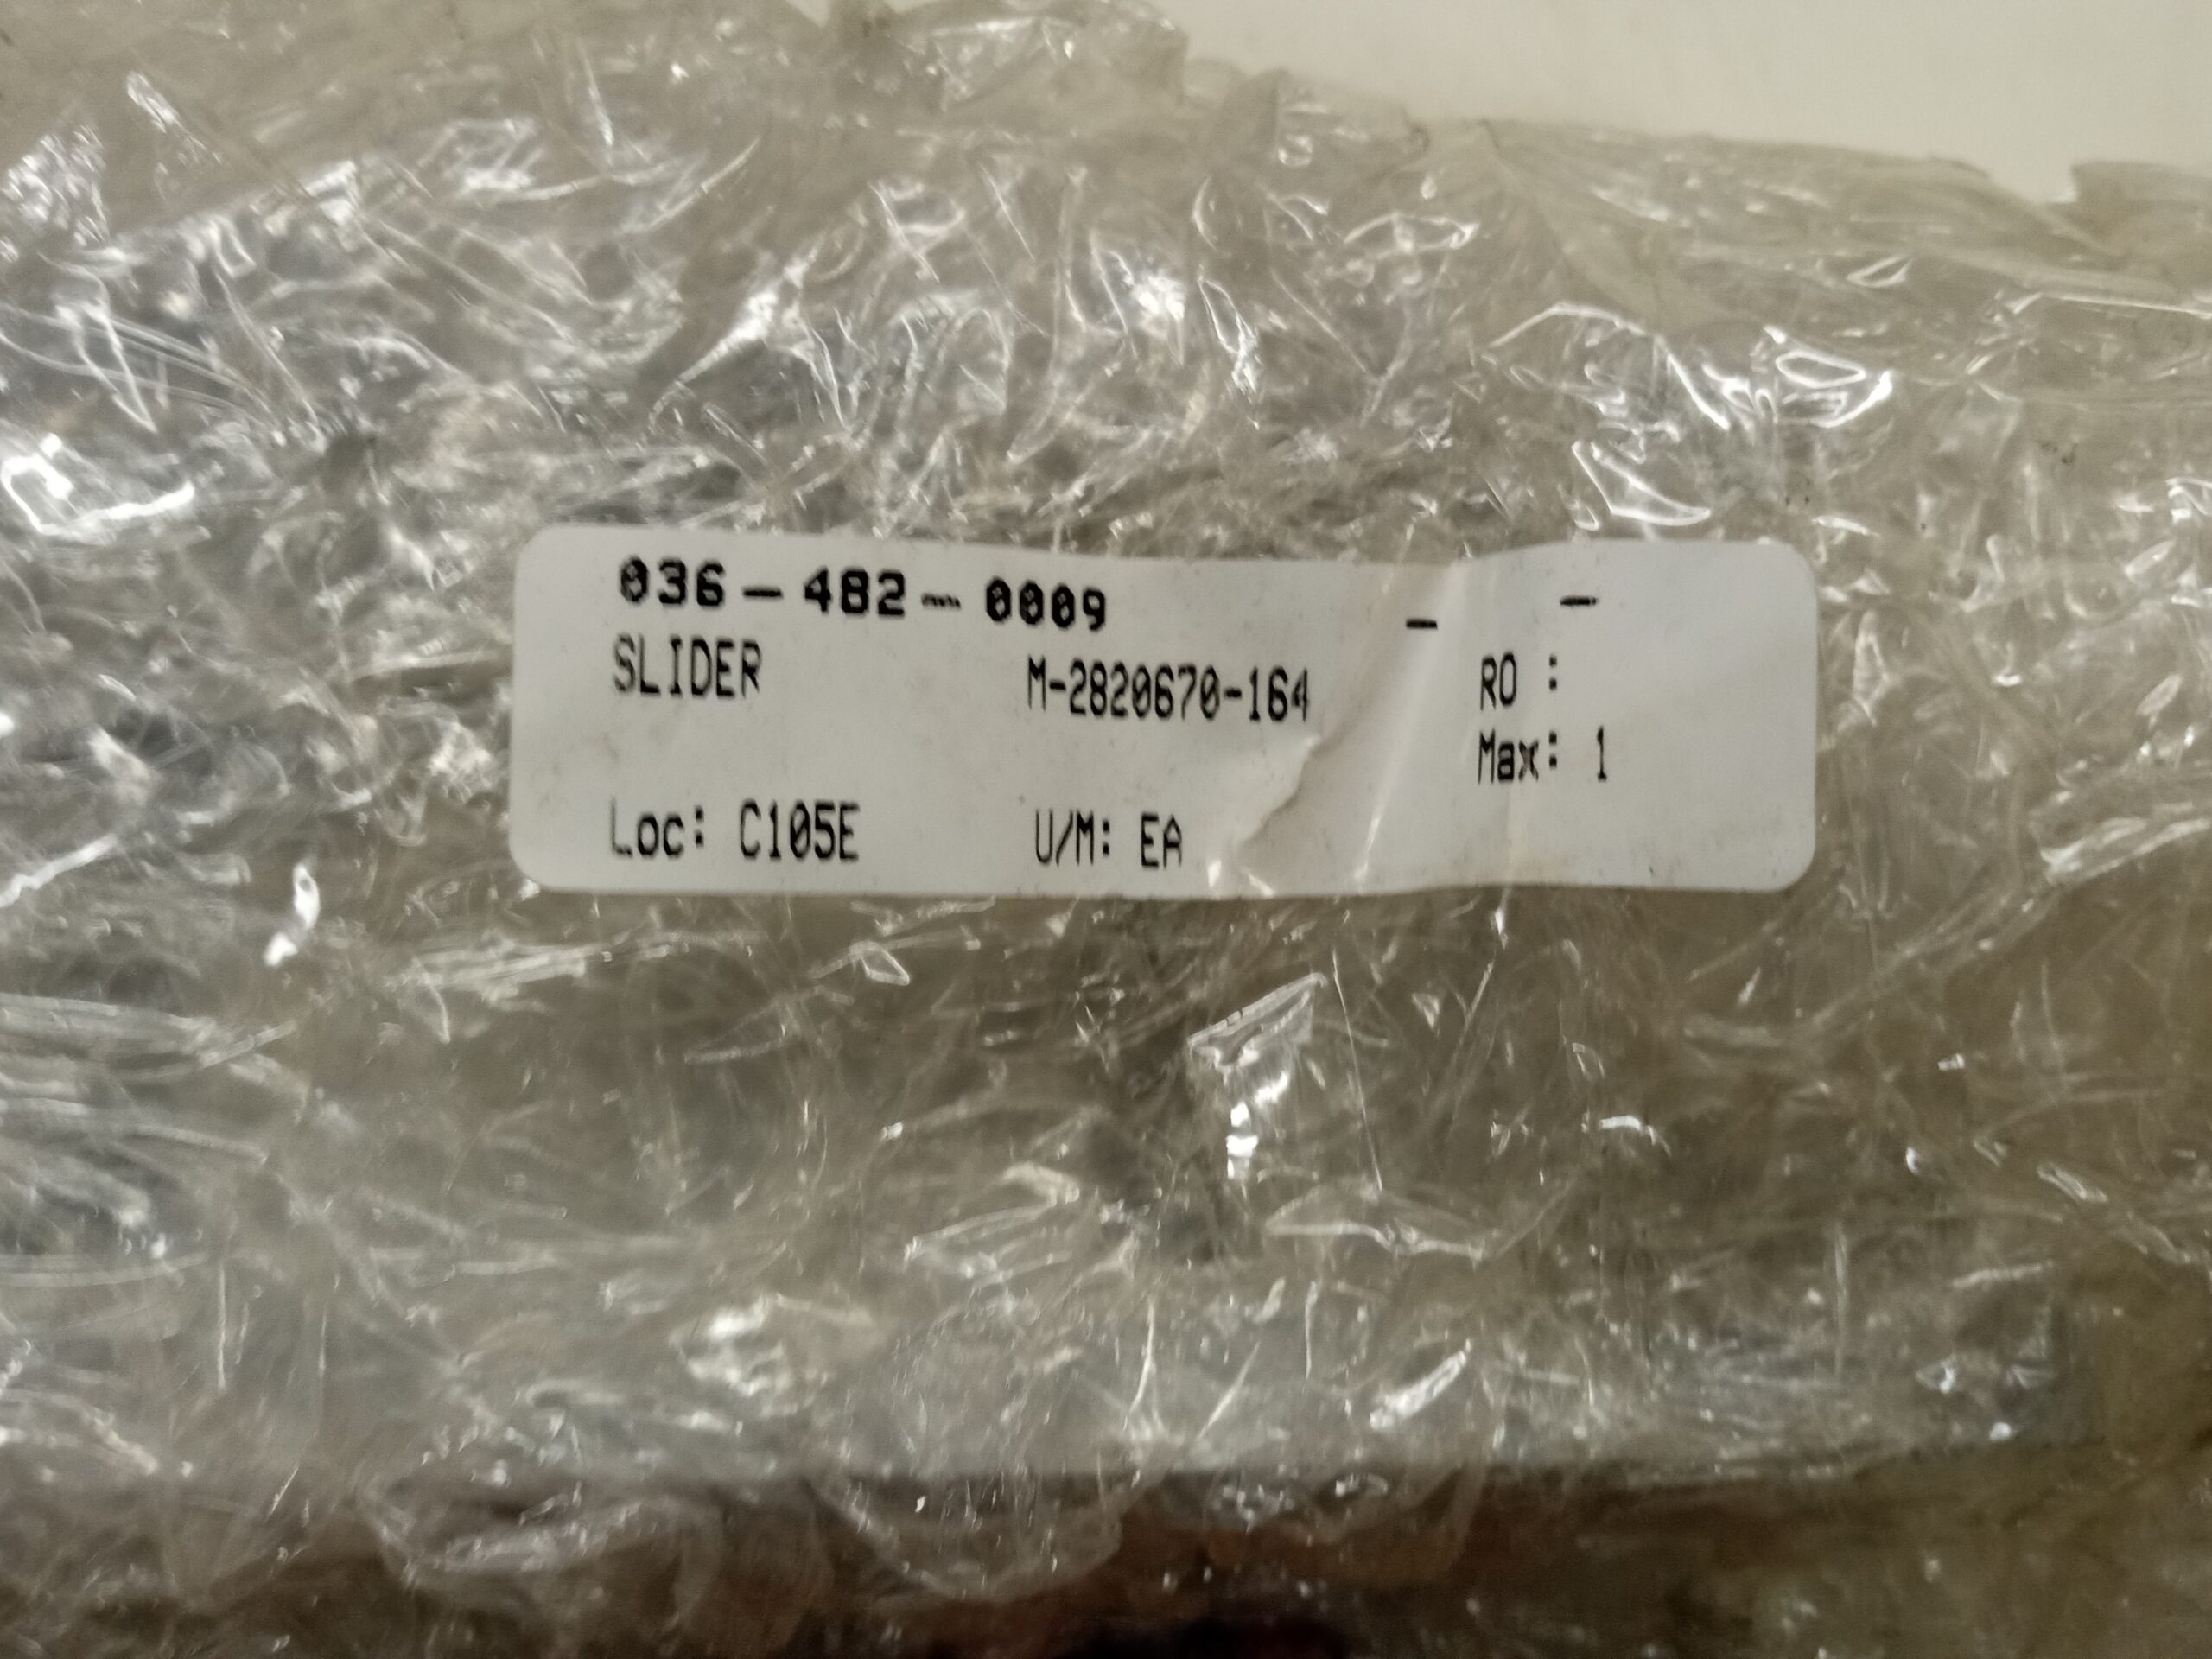 036-482-0009 - -
SLIDER M-2820670-164 RO :
Max: 1
Loc: C105E U/M: EA